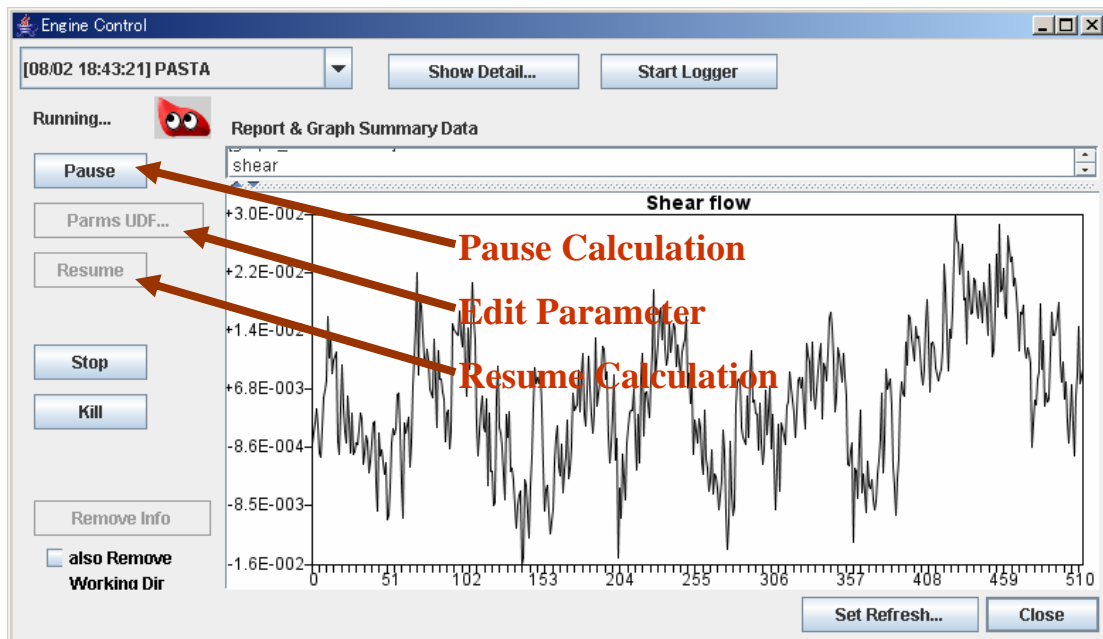 Engine Control
[08/02 18:43:21] PASTA
Show Detail...
Start Logger
Running...
Report & Graph Summary Data
shear
Pause
Parms UDF...
Resume
Stop
Kill
Remove Info
also Remove
Working Dir
Shear flow
+3.0E-002
+2.2E-002
+1.4E-002
+6.8E-003
-8.6E-004
-8.5E-003
-1.6E-002
0 51 102 153 204 255 306 357 408 459 510
Pause Calculation
Edit Parameter
Resume Calculation
Set Refresh...
Close